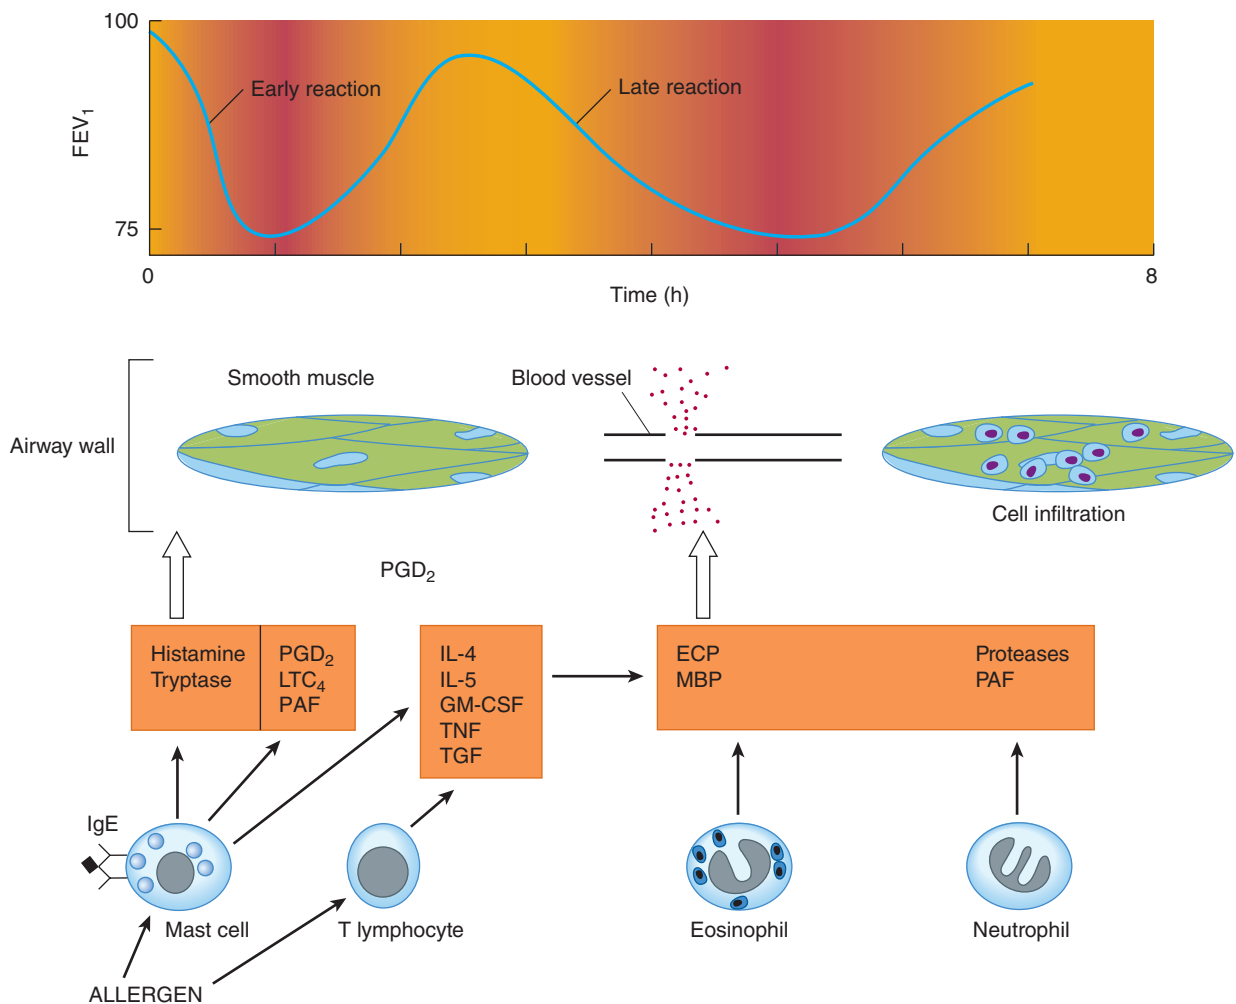 100
FEV₁
75
Early reaction
Late reaction
0
8
Time (h)
Airway wall
Smooth muscle
Blood vessel
Cell infiltration
PGD₂
Histamine
Tryptase
PGD₂
LTC₄
PAF
IL-4
IL-5
GM-CSF
TNF
TGF
ECP
MBP
Proteases
PAF
IgE
Mast cell
T lymphocyte
Eosinophil
Neutrophil
ALLERGEN